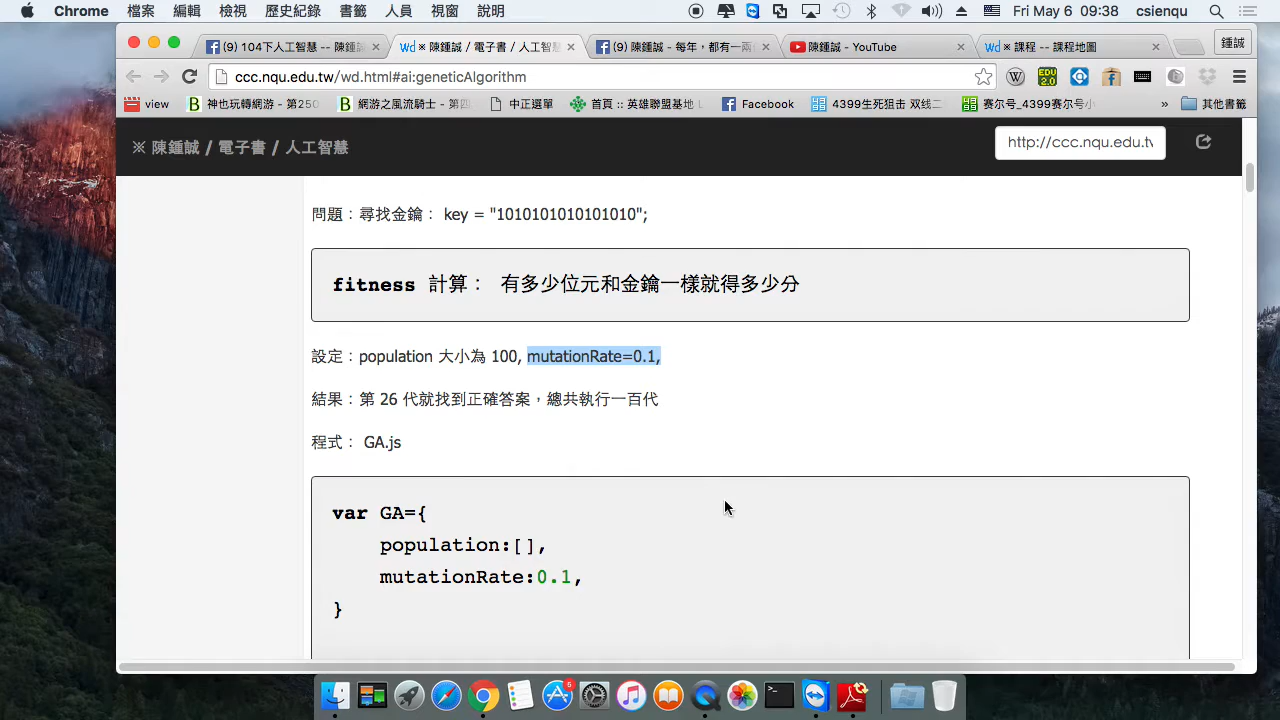 Chrome 檔案 編輯 檢視 歷史紀錄 書籤 人員 視窗 說明 Fri May 6 09:38 csienqu
(9) 104下人工智慧 -- 陳鍾誠 × Wd ※ 陳鍾誠 / 電子書 / 人工智慧 × (9) 陳鍾誠 - 每年，都有一兩 × 陳鍾誠 - YouTube × Wd ※ 課程 -- 課程地圖 × 鍾誠
ccc.nqu.edu.tw/wd.html#ai:geneticAlgorithm
view 神也玩轉網游 - 第250 網游之風流騎士 - 第四 中正選單 首頁 :: 英雄聯盟基地 Facebook 4399生死狙击 双线二 赛尔号_4399赛尔号小 » 其他書籤
※ 陳鍾誠 / 電子書 / 人工智慧 http://ccc.nqu.edu.tv
問題：尋找金鑰： key = "1010101010101010";
fitness 計算： 有多少位元和金鑰一樣就得多少分
設定：population 大小為 100, mutationRate=0.1,
結果：第 26 代就找到正確答案，總共執行一百代
程式： GA.js
var GA={
population:[],
mutationRate:0.1,
}